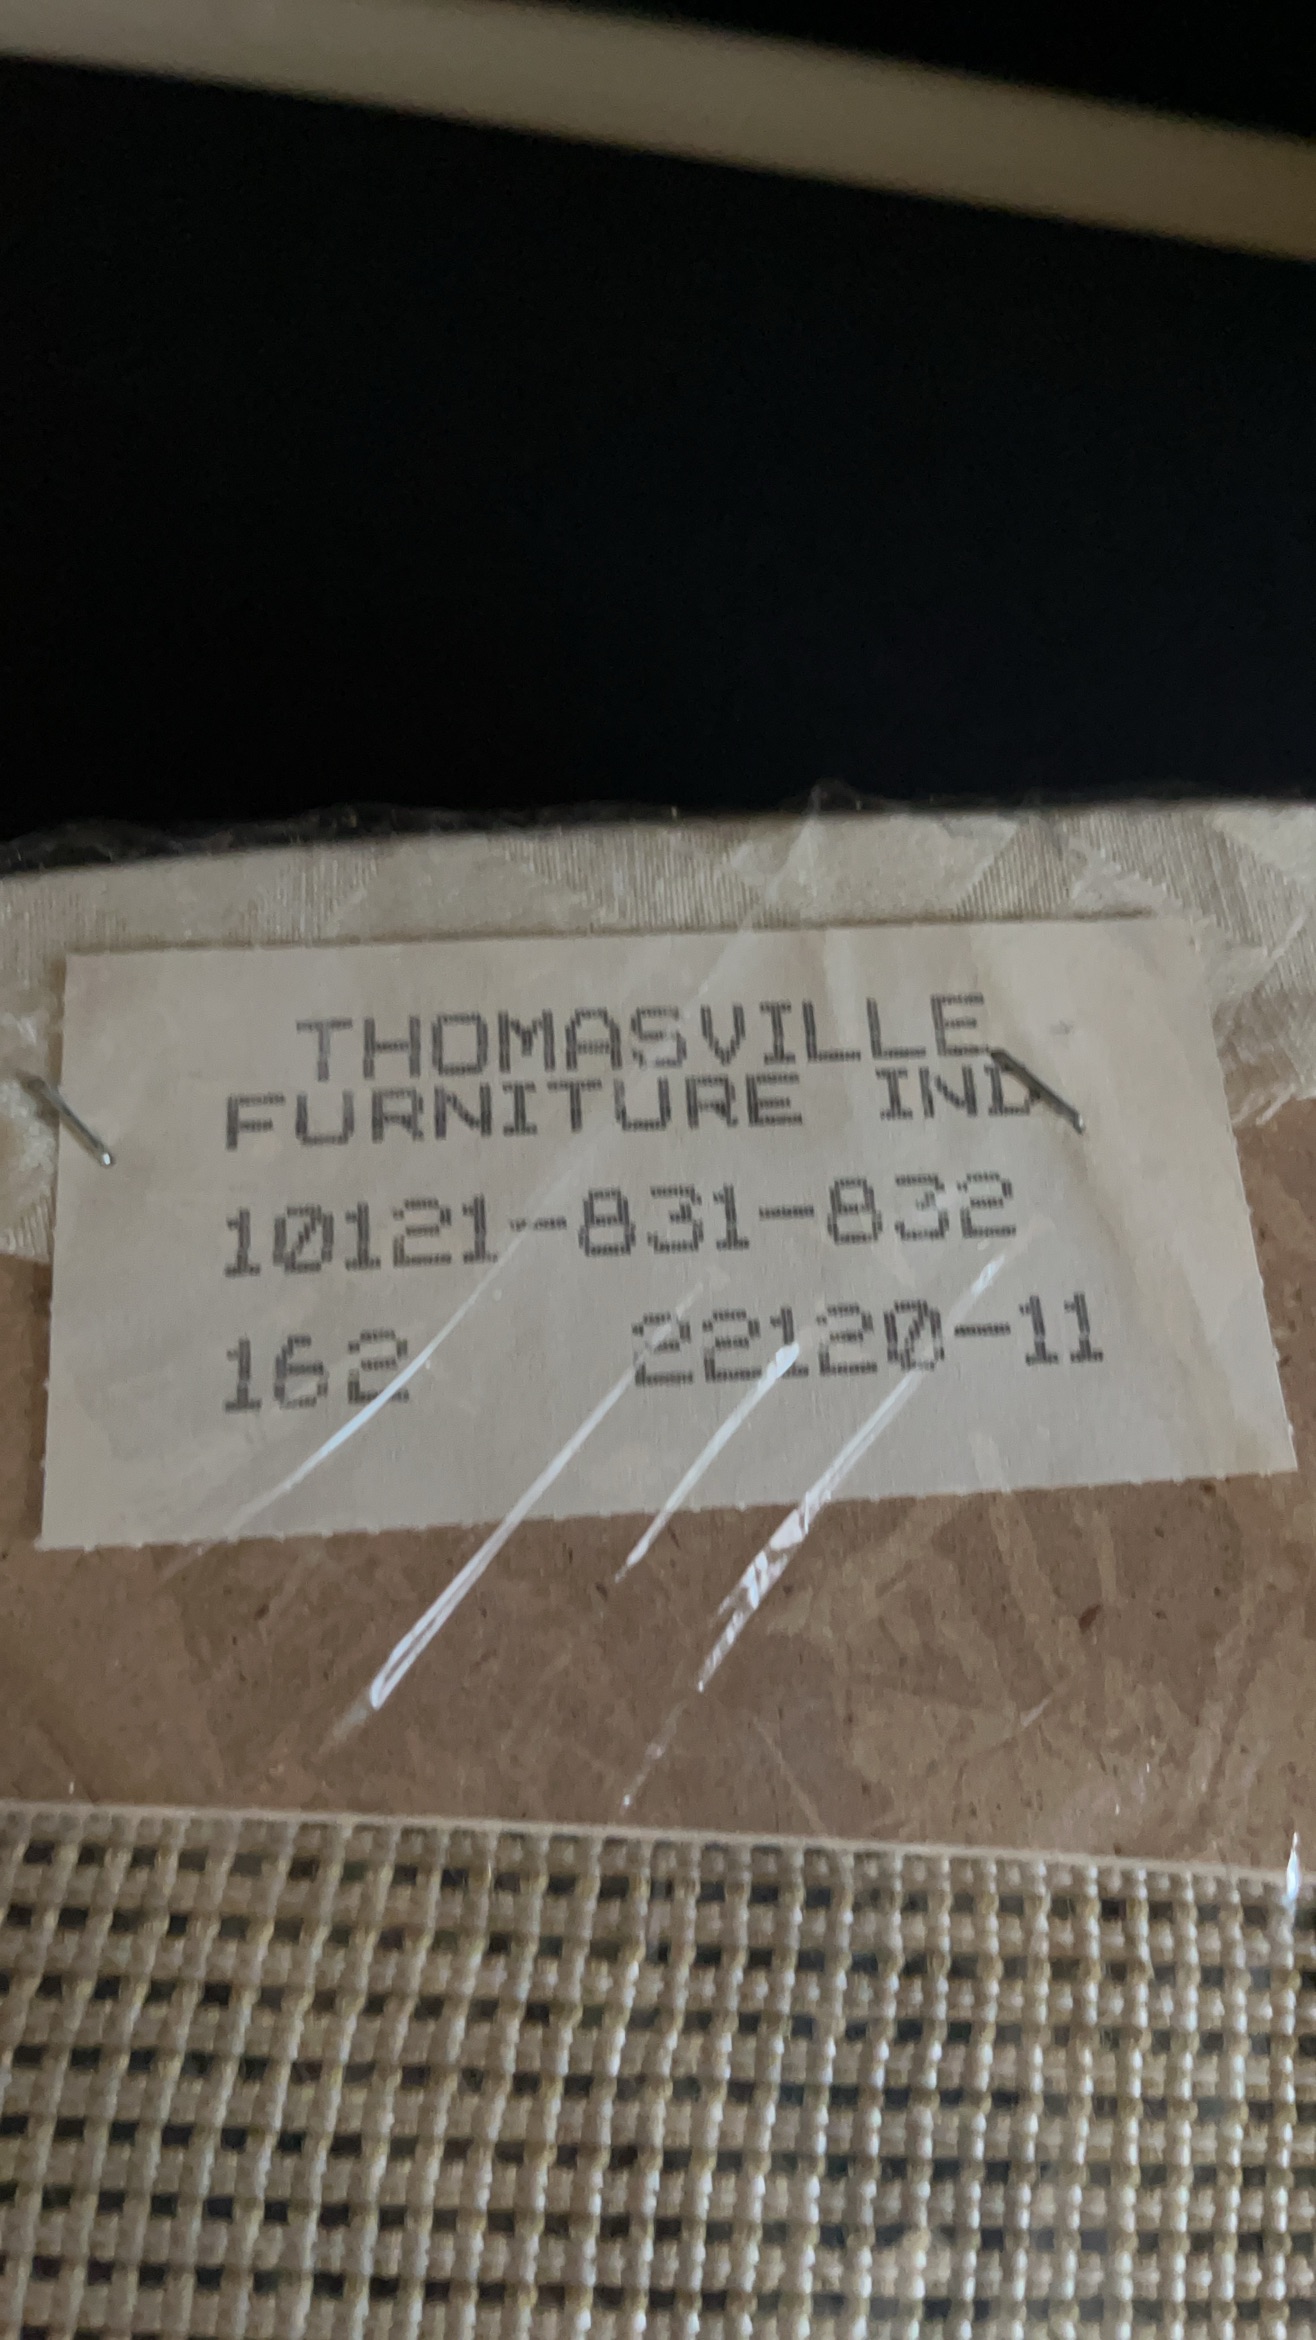 THOMASVILLE
FURNITURE IND
10121-831-832
162 22120-11